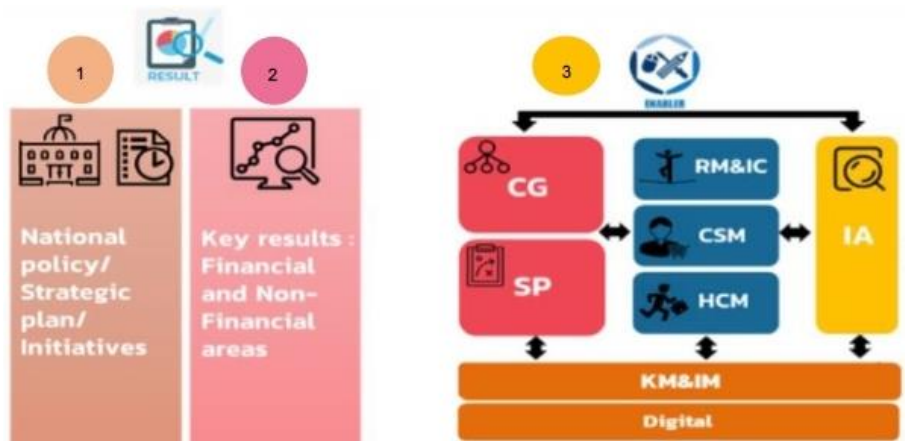 1
RESULT
2
National
policy/
Strategic
plan/
Initiatives
Key results :
Financial
and Non-
Financial
areas
3
ENABLER
CG
SP
RM&IC
CSM
HCM
IA
KM&IM
Digital